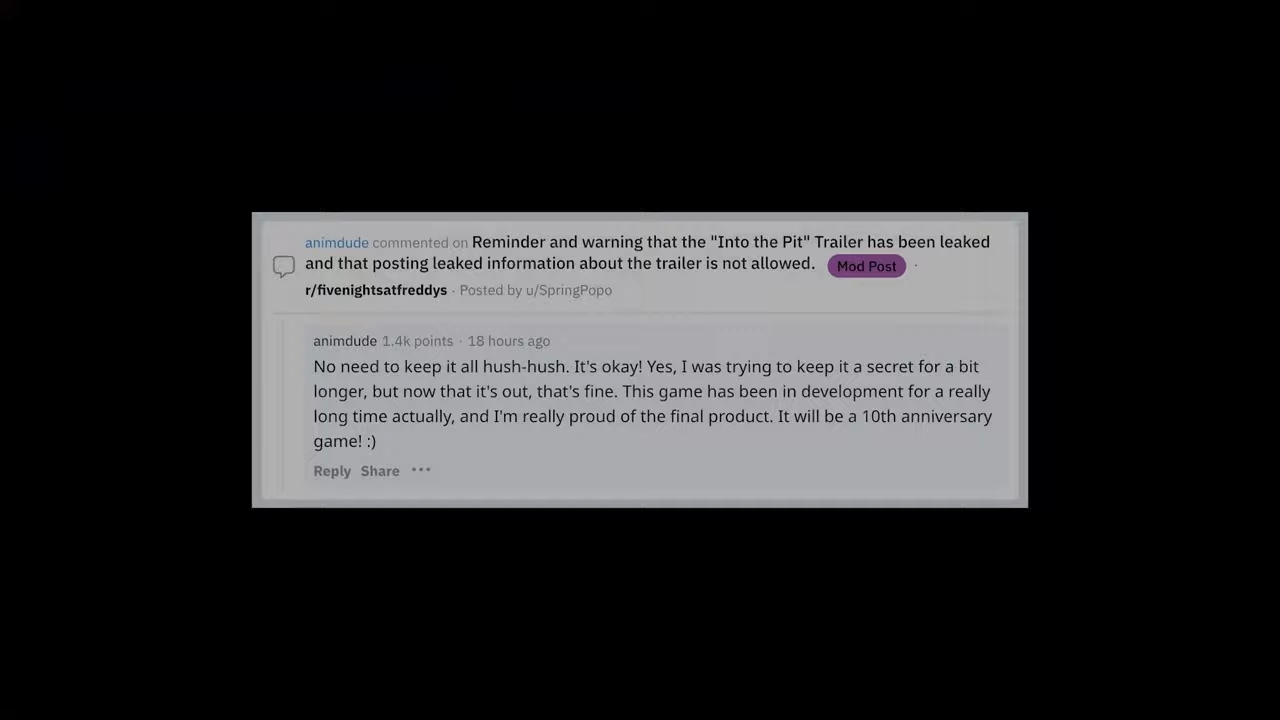 animdude commented on Reminder and warning that the "Into the Pit" Trailer has been leaked
and that posting leaked information about the trailer is not allowed. Mod Post ·
r/fivenightsatfreddys · Posted by u/SpringPopo
animdude 1.4k points · 18 hours ago
No need to keep it all hush-hush. It's okay! Yes, I was trying to keep it a secret for a bit
longer, but now that it's out, that's fine. This game has been in development for a really
long time actually, and I'm really proud of the final product. It will be a 10th anniversary
game! :)
Reply Share ···